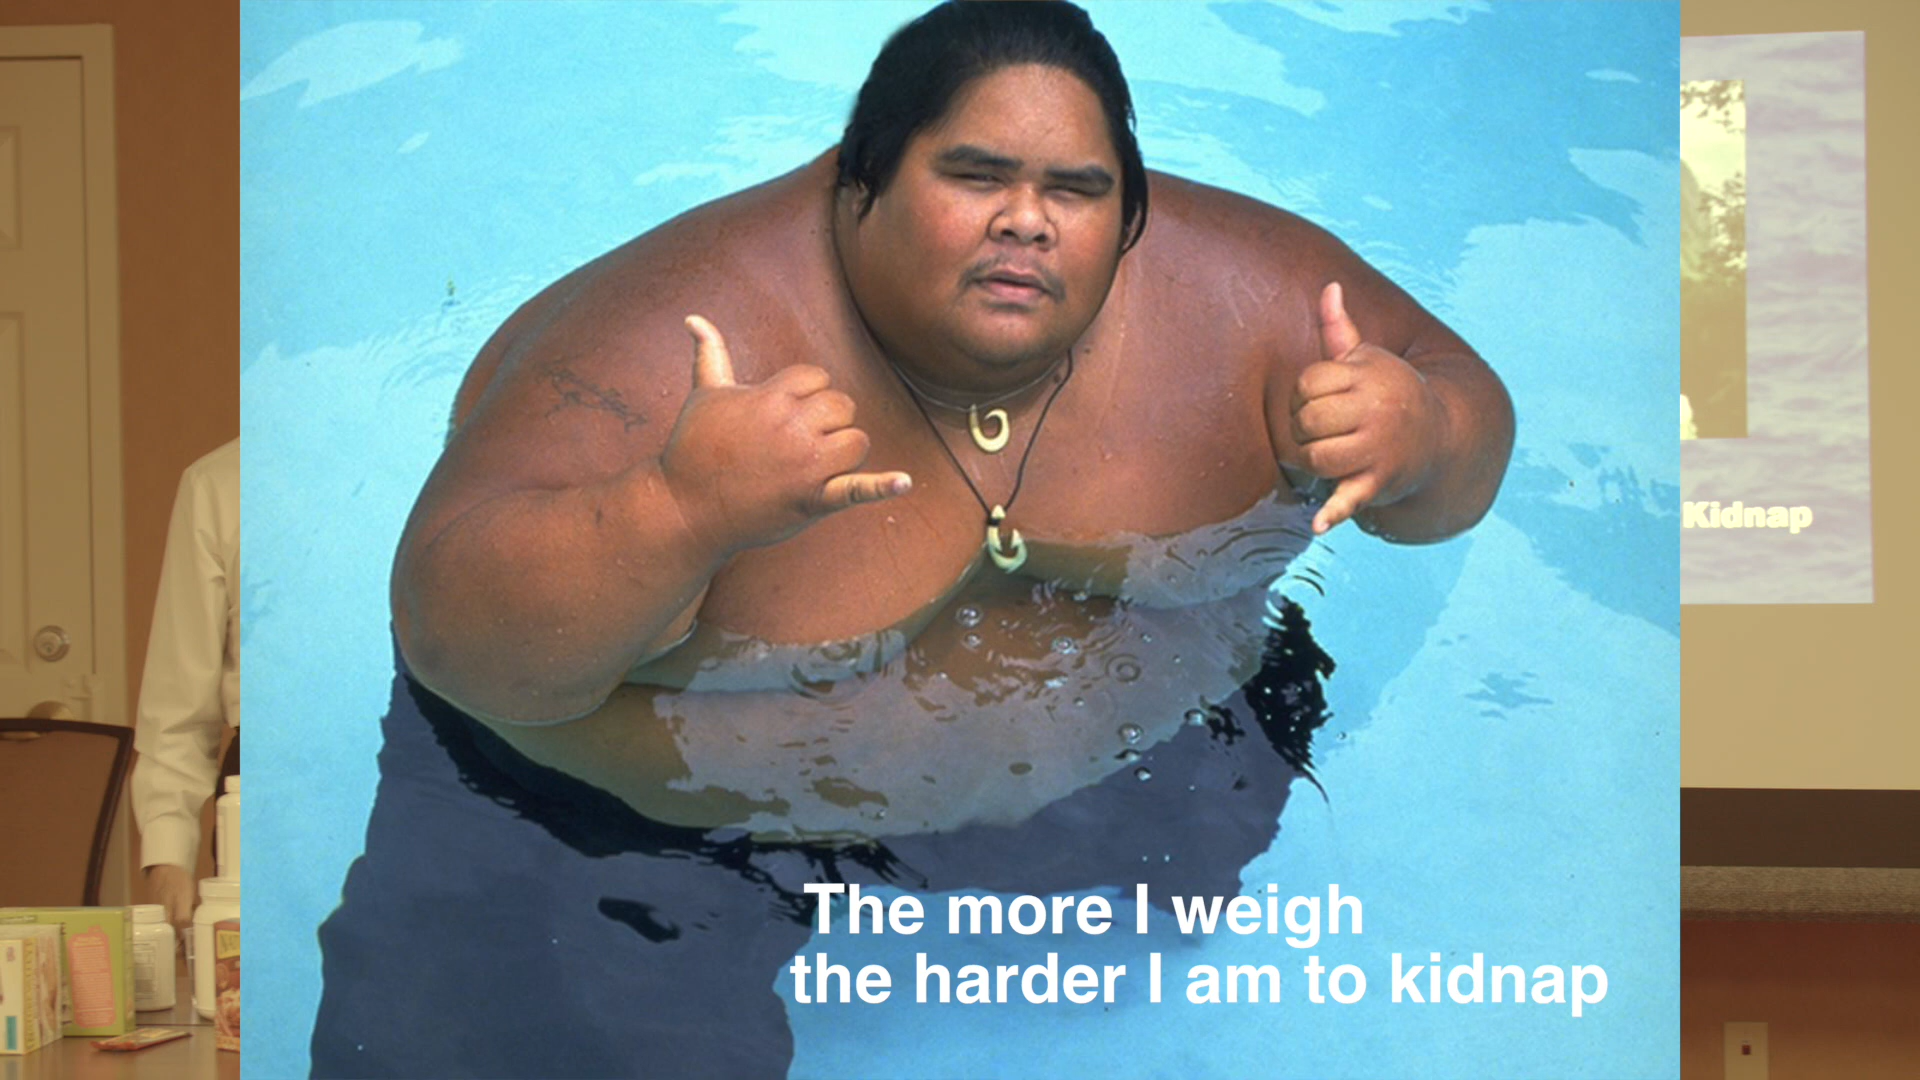 The more I weigh
the harder I am to kidnap
Kidnap